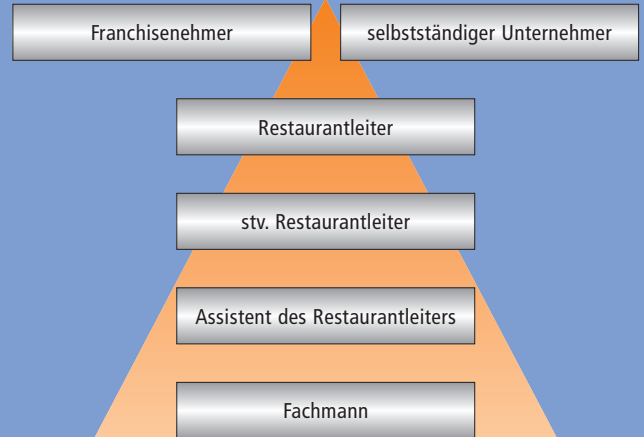 Franchisenehmer
selbstständiger Unternehmer
Restaurantleiter
stv. Restaurantleiter
Assistent des Restaurantleiters
Fachmann